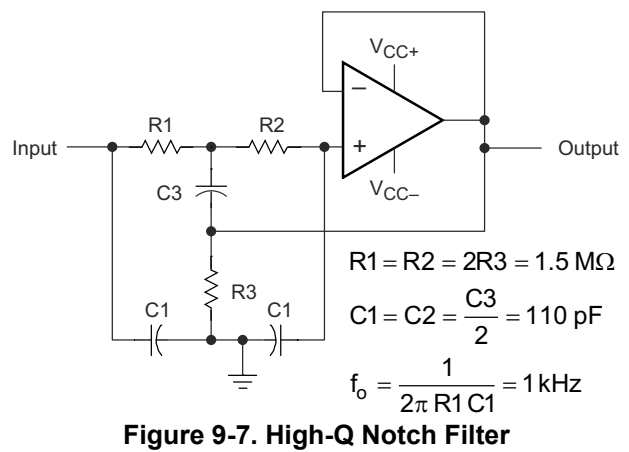 VCC+
R1
R2
−
Input
+
Output
C3
VCC–
R3
C1
C1
R1 = R2 = 2R3 = 1.5 MΩ
C1 = C2 = C3/2 = 110 pF
fo = 1/2π R1 C1 = 1 kHz
Figure 9-7. High-Q Notch Filter